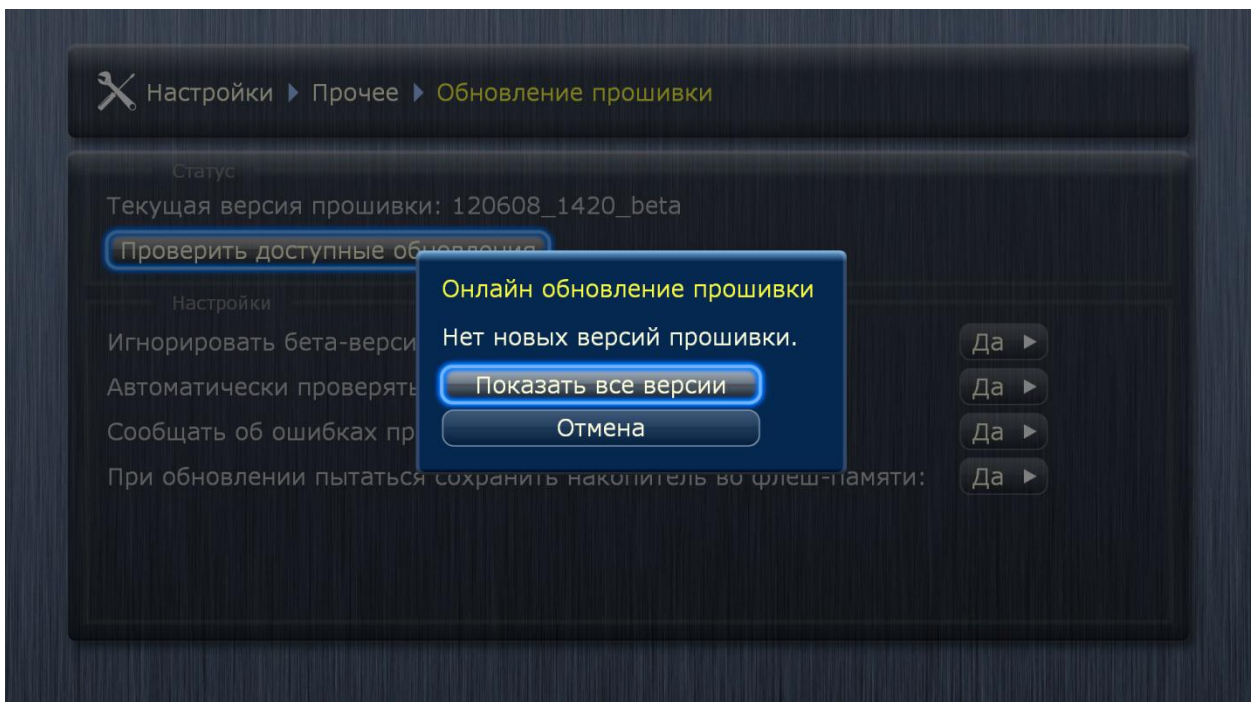 Настройки Прочее Обновление прошивки
Статус
Текущая версия прошивки: 120608_1420_beta
Проверить доступные обновления
Онлайн обновление прошивки
Нет новых версий прошивки.
Показать все версии
Отмена
Настройки
Игнорировать бета-верси Да
Автоматически проверять Да
Сообщать об ошибках пр Да
При обновлении пытаться сохранить накопитель во флеш-памяти: Да